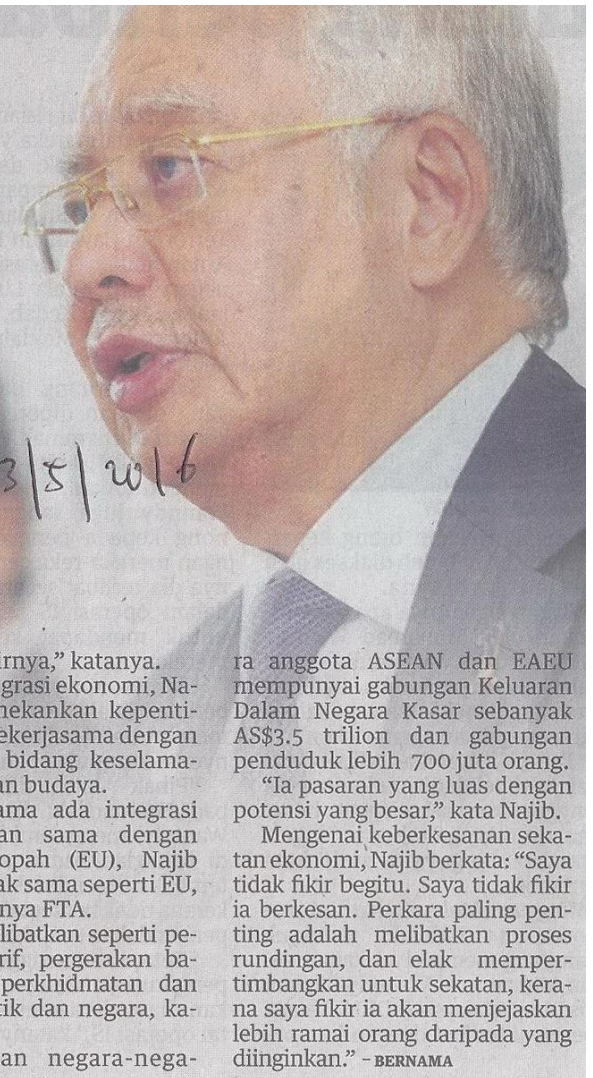 3/5/2016
irnya,” katanya.
grasi ekonomi, Na-
nekankan kepenti-
ekerjasama dengan
bidang keselama-
an budaya.
ama ada integrasi
an sama dengan
opah (EU), Najib
ak sama seperti EU,
nya FTA.
libatkan seperti pe-
rif, pergerakan ba-
perkhidmatan dan
tik dan negara, ka-
an negara-nega-
ra anggota ASEAN dan EAEU
mempunyai gabungan Keluaran
Dalam Negara Kasar sebanyak
AS$3.5 trilion dan gabungan
penduduk lebih 700 juta orang.
“Ia pasaran yang luas dengan
potensi yang besar,” kata Najib.
Mengenai keberkesanan seka-
tan ekonomi, Najib berkata: “Saya
tidak fikir begitu. Saya tidak fikir
ia berkesan. Perkara paling pen-
ting adalah melibatkan proses
rundingan, dan elak memper-
timbangkan untuk sekatan, kera-
na saya fikir ia akan menjejaskan
lebih ramai orang daripada yang
diinginkan.” – BERNAMA